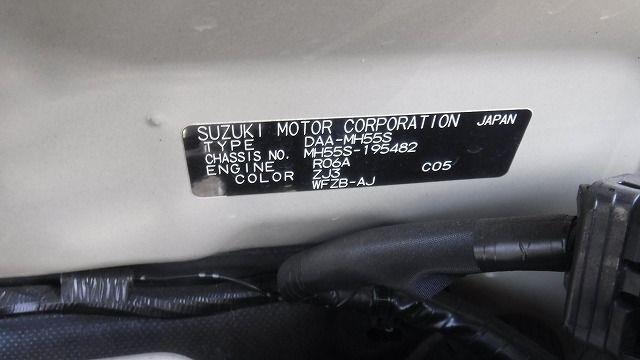 SUZUKI MOTOR CORPORATION JAPAN
TYPE DAA-MH55S
CHASSIS NO. MH55S-195482
ENGINE R06A
COLOR ZJ3 C05
WFZB-AJ